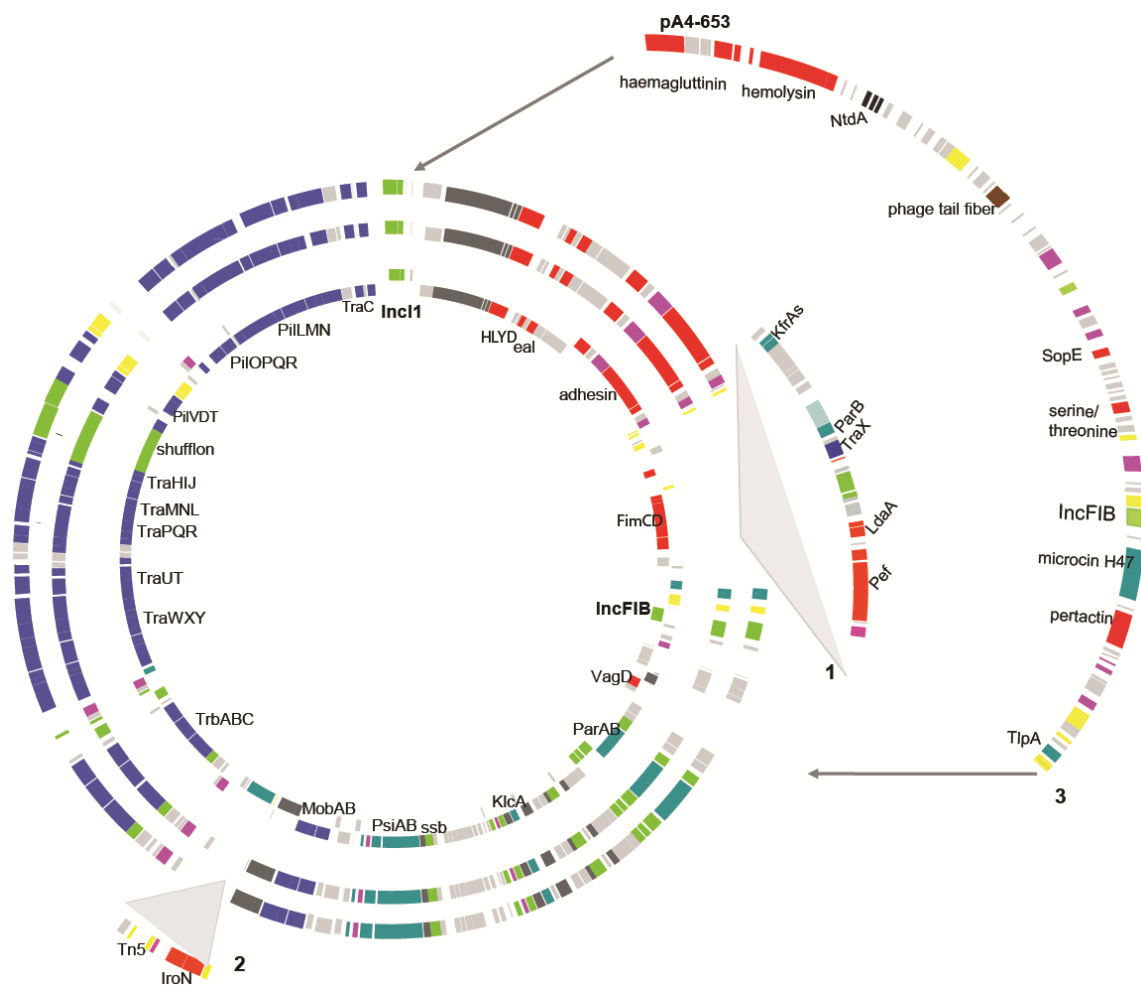 pA4-653
haemagluttinin
hemolysin
NtdA
phage tail fiber
SopE
serine/
threonine
IncFIB
microcin H47
pertactin
TlpA
3
KfrAs
ParB
TraX
LdaA
Pef
1
IncI1
TraC
PilLMN
PilOPQR
PilVDT
shufflon
TraHIJ
TraMNL
TraPQR
TraUT
TraWXY
TrbABC
MobAB
PsiAB
ssb
KlcA
ParAB
VagD
IncFIB
FimCD
adhesin
eal
HLYD
Tn5
IroN
2